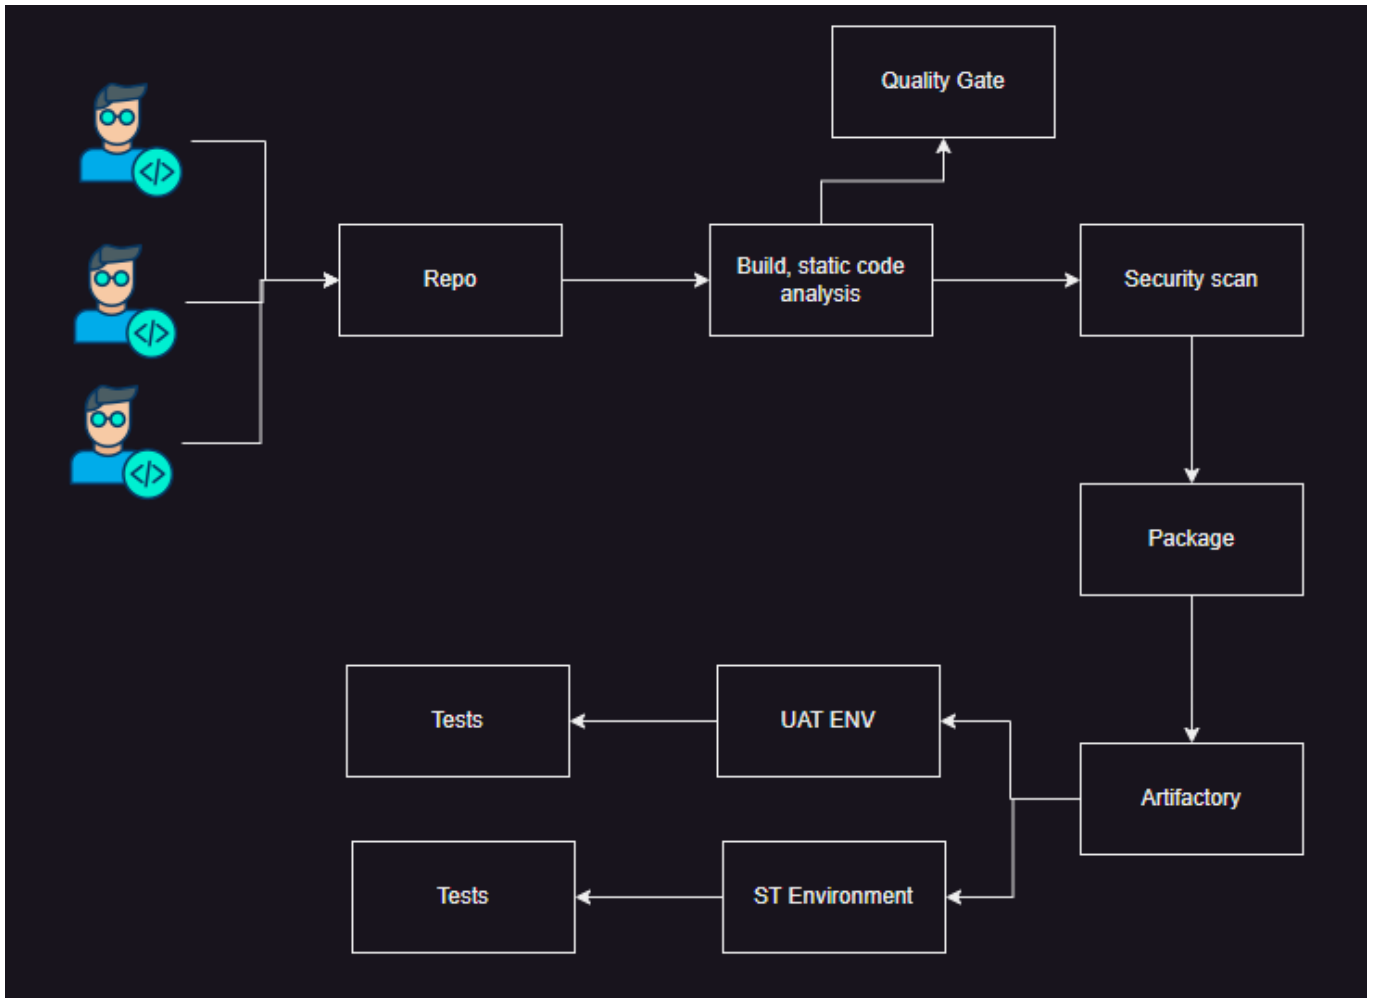 Quality Gate
Repo
Build, static code
analysis
Security scan
Package
Tests
UAT ENV
Artifactory
Tests
ST Environment